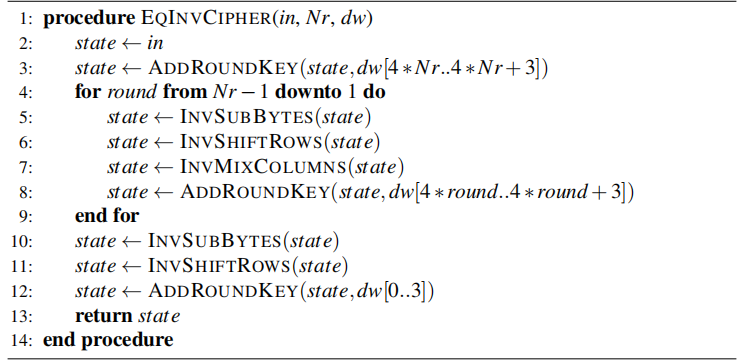 1: procedure EQINVCIPHER(in, Nr, dw)
2: state ← in
3: state ← ADDROUNDKEY(state,dw[4∗Nr..4∗Nr+3])
4: for round from Nr−1 downto 1 do
5: state ← INVSUBBYTES(state)
6: state ← INVSHIFTROWS(state)
7: state ← INVMIXCOLUMNS(state)
8: state ← ADDROUNDKEY(state,dw[4∗round..4∗round+3])
9: end for
10: state ← INVSUBBYTES(state)
11: state ← INVSHIFTROWS(state)
12: state ← ADDROUNDKEY(state,dw[0..3])
13: return state
14: end procedure